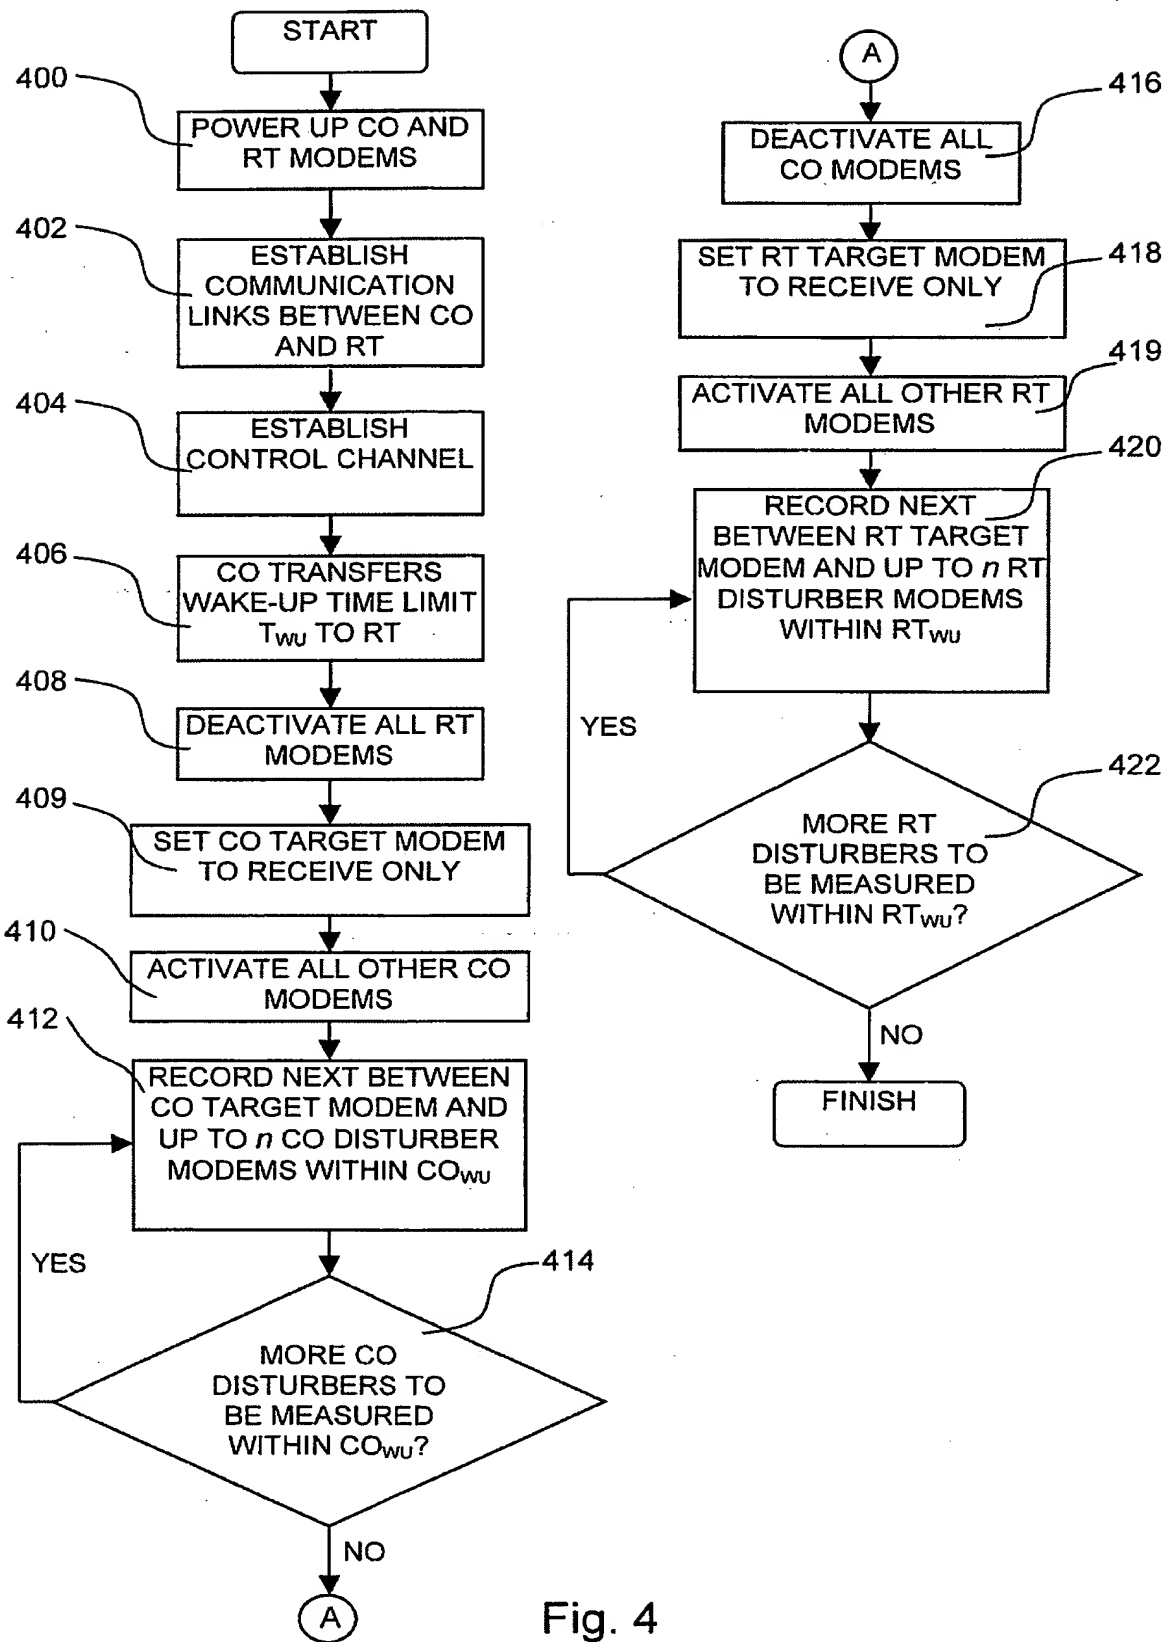 START
400
POWER UP CO AND
RT MODEMS
402
ESTABLISH
COMMUNICATION
LINKS BETWEEN CO
AND RT
404
ESTABLISH
CONTROL CHANNEL
406
CO TRANSFERS
WAKE-UP TIME LIMIT
TWU TO RT
408
DEACTIVATE ALL RT
MODEMS
409
SET CO TARGET MODEM
TO RECEIVE ONLY
410
ACTIVATE ALL OTHER CO
MODEMS
412
RECORD NEXT BETWEEN
CO TARGET MODEM AND
UP TO n CO DISTURBER
MODEMS WITHIN COWU
YES
414
MORE CO
DISTURBERS TO
BE MEASURED
WITHIN COWU?
NO
A
A
416
DEACTIVATE ALL
CO MODEMS
418
SET RT TARGET MODEM
TO RECEIVE ONLY
419
ACTIVATE ALL OTHER RT
MODEMS
420
RECORD NEXT
BETWEEN RT TARGET
MODEM AND UP TO n RT
DISTURBER MODEMS
WITHIN RTWU
YES
422
MORE RT
DISTURBERS TO
BE MEASURED
WITHIN RTWU?
NO
FINISH
Fig. 4